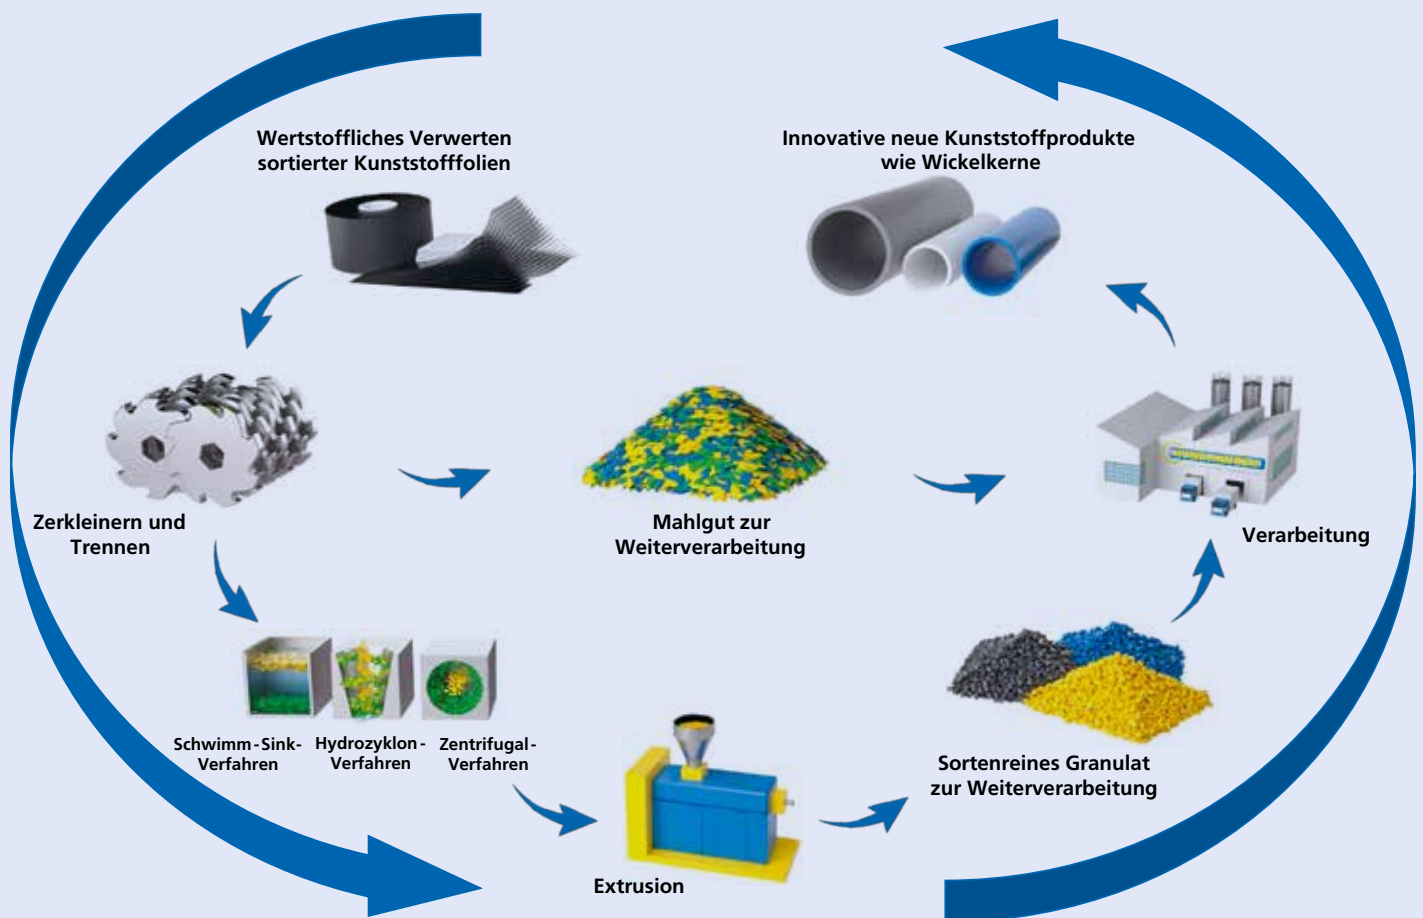 Wertstoffliches Verwerten
sortierter Kunststofffolien
Innovative neue Kunststoffprodukte
wie Wickelkerne
Zerkleinern und
Trennen
Mahlgut zur
Weiterverarbeitung
Verarbeitung
Schwimm-Sink-
Verfahren
Hydrozyklon-
Verfahren
Zentrifugal-
Verfahren
Sortenreines Granulat
zur Weiterverarbeitung
Extrusion